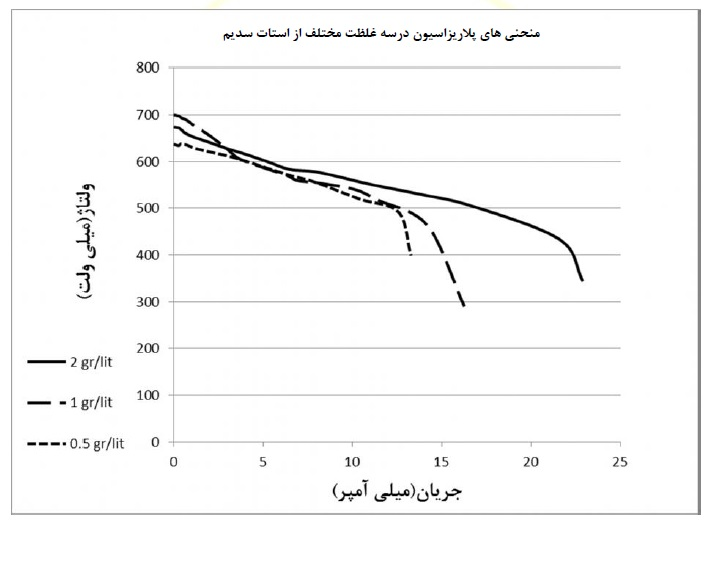 منحنی های پلاریزاسیون درسه غلظت مختلف از استات سدیم
800
700
600
500
400
300
200
100
0
ولتاژ(میلی ولت)
2 gr/lit
1 gr/lit
0.5 gr/lit
0 5 10 15 20 25
جریان(میلی آمپر)